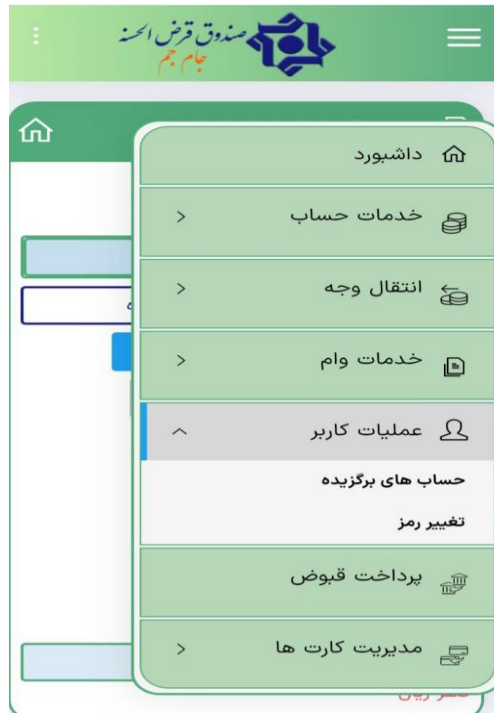 صندوق قرض الحسنه
جام جم
داشبورد
خدمات حساب
انتقال وجه
خدمات وام
عملیات کاربر
حساب های برگزیده
تغییر رمز
پرداخت قبوض
مدیریت کارت ها